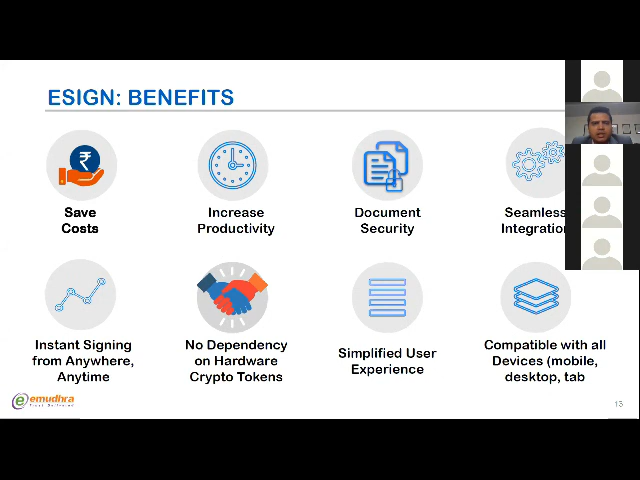 ESIGN: BENEFITS
₹
Save
Costs
Increase
Productivity
Document
Security
Seamless
Integration
Instant Signing
from Anywhere,
Anytime
No Dependency
on Hardware
Crypto Tokens
Simplified User
Experience
Compatible with all
Devices (mobile,
desktop, tab
e emudhra
13